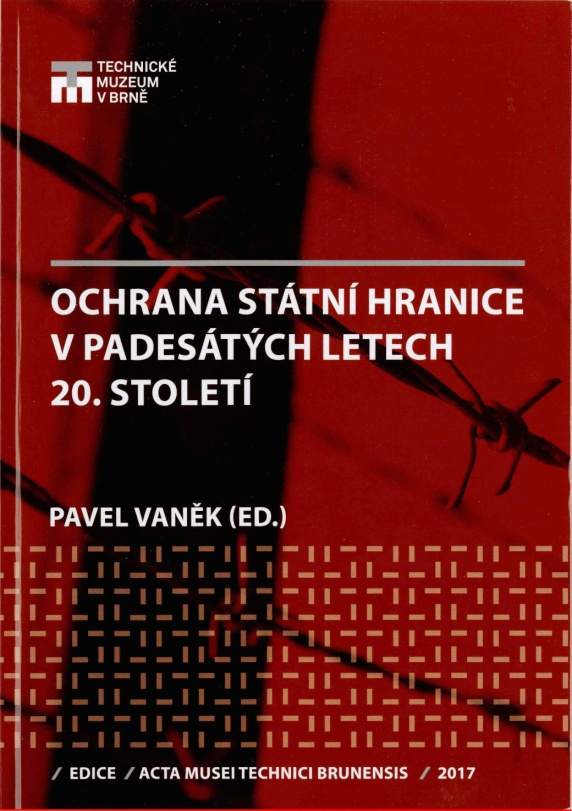 TECHNICKÉ
MUZEUM
V BRNĚ
OCHRANA STÁTNÍ HRANICE
V PADESÁTÝCH LETECH
20. STOLETÍ
PAVEL VANĚK (ED.)
/ EDICE / ACTA MUSEI TECHNICI BRUNENSIS / 2017